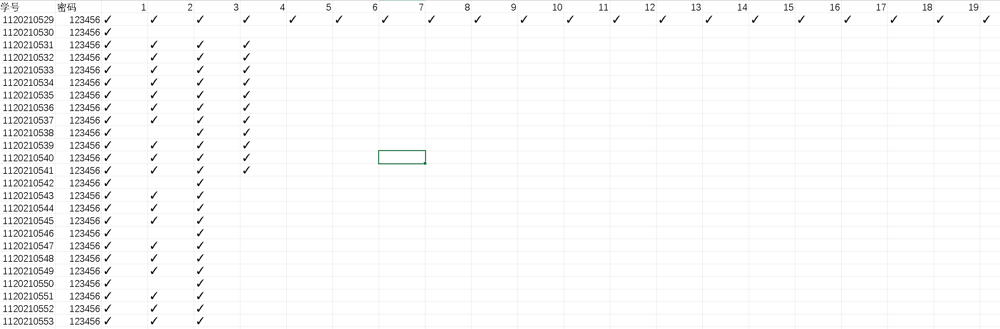 学号 密码 1 2 3 4 5 6 7 8 9 10 11 12 13 14 15 16 17 18 19
1120210529 123456 ✓ ✓ ✓ ✓ ✓ ✓ ✓ ✓ ✓ ✓ ✓ ✓ ✓ ✓ ✓ ✓ ✓ ✓ ✓ ✓
1120210530 123456 ✓
1120210531 123456 ✓ ✓ ✓ ✓
1120210532 123456 ✓ ✓ ✓ ✓
1120210533 123456 ✓ ✓ ✓ ✓
1120210534 123456 ✓ ✓ ✓ ✓
1120210535 123456 ✓ ✓ ✓ ✓
1120210536 123456 ✓ ✓ ✓ ✓
1120210537 123456 ✓ ✓ ✓ ✓
1120210538 123456 ✓ ✓ ✓
1120210539 123456 ✓ ✓ ✓ ✓
1120210540 123456 ✓ ✓ ✓ ✓
1120210541 123456 ✓ ✓ ✓ ✓
1120210542 123456 ✓ ✓
1120210543 123456 ✓ ✓ ✓
1120210544 123456 ✓ ✓ ✓
1120210545 123456 ✓ ✓ ✓
1120210546 123456 ✓ ✓
1120210547 123456 ✓ ✓ ✓
1120210548 123456 ✓ ✓ ✓
1120210549 123456 ✓ ✓ ✓
1120210550 123456 ✓ ✓
1120210551 123456 ✓ ✓ ✓
1120210552 123456 ✓ ✓ ✓
1120210553 123456 ✓ ✓ ✓